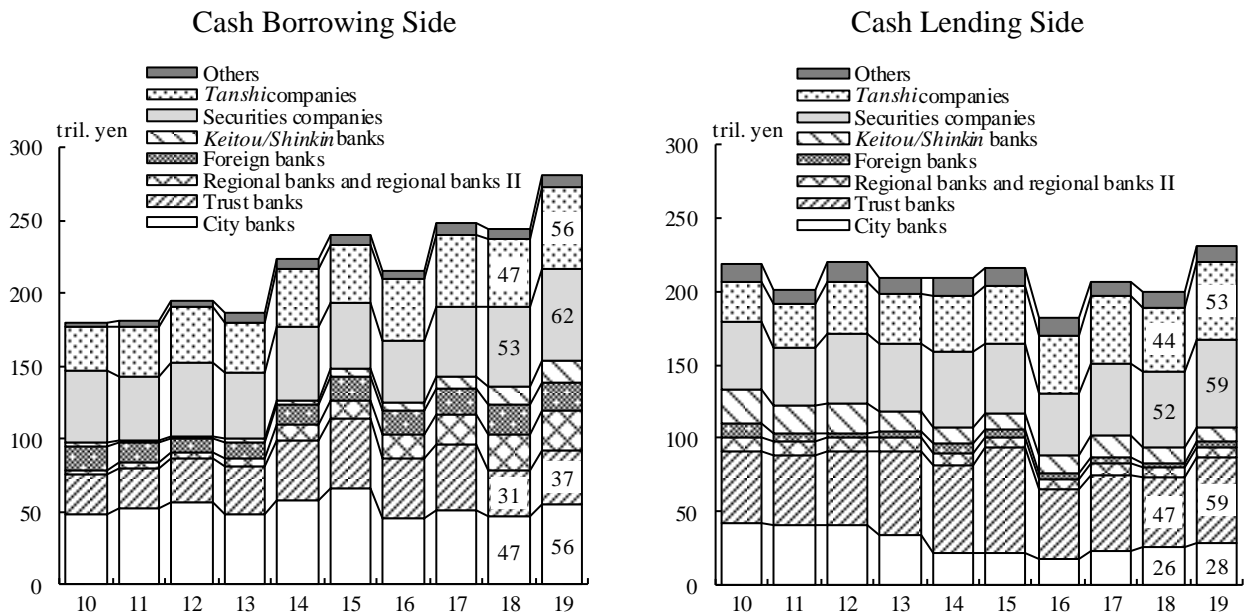 Cash Borrowing Side
Others
Tanshi companies
Securities companies
Keitou/Shinkin banks
Foreign banks
Regional banks and regional banks II
Trust banks
City banks
tril. yen
300
250
200
150
100
50
0
47
53
31
47
56
62
37
56
10 11 12 13 14 15 16 17 18 19
Cash Lending Side
Others
Tanshi companies
Securities companies
Keitou/Shinkin banks
Foreign banks
Regional banks and regional banks II
Trust banks
City banks
tril. yen
300
250
200
150
100
50
0
44
52
47
26
53
59
59
28
10 11 12 13 14 15 16 17 18 19